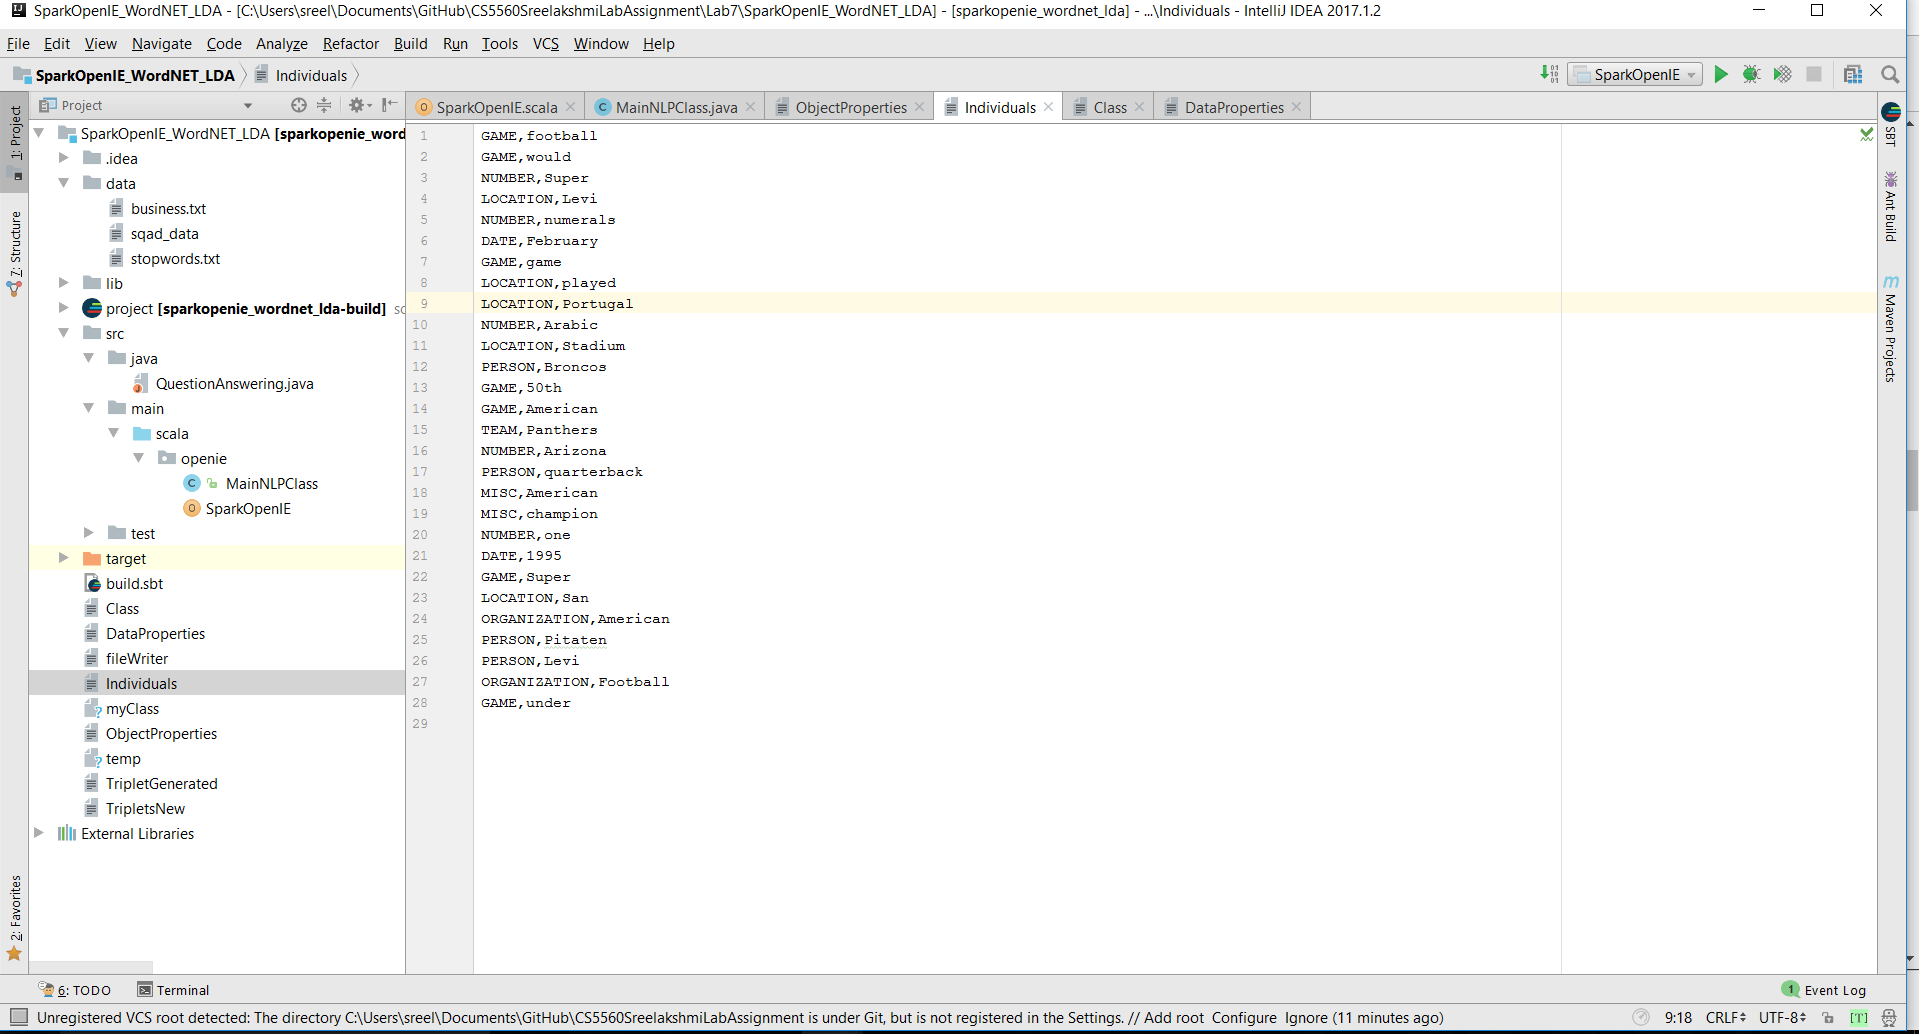 SparkOpenIE_WordNET_LDA - [C:\Users\sreel\Documents\GitHub\CS5560SreelakshmiLabAssignment\Lab7\SparkOpenIE_WordNET_LDA] - [sparkopenie_wordnet_lda] - ...\Individuals - IntelliJ IDEA 2017.1.2
File Edit View Navigate Code Analyze Refactor Build Run Tools VCS Window Help
SparkOpenIE_WordNET_LDA Individuals
SparkOpenIE
Project
SparkOpenIE.scala MainNLPClass.java ObjectProperties Individuals Class DataProperties
1: Project
7: Structure
2: Favorites
SparkOpenIE_WordNET_LDA [sparkopenie_word
.idea
data
business.txt
sqad_data
stopwords.txt
lib
project [sparkopenie_wordnet_lda-build] sc
src
java
QuestionAnswering.java
main
scala
openie
MainNLPClass
SparkOpenIE
test
target
build.sbt
Class
DataProperties
fileWriter
Individuals
myClass
ObjectProperties
temp
TripletGenerated
TripletsNew
External Libraries
1 GAME,football
2 GAME,would
3 NUMBER,Super
4 LOCATION,Levi
5 NUMBER,numerals
6 DATE,February
7 GAME,game
8 LOCATION,played
9 LOCATION,Portugal
10 NUMBER,Arabic
11 LOCATION,Stadium
12 PERSON,Broncos
13 GAME,50th
14 GAME,American
15 TEAM,Panthers
16 NUMBER,Arizona
17 PERSON,quarterback
18 MISC,American
19 MISC,champion
20 NUMBER,one
21 DATE,1995
22 GAME,Super
23 LOCATION,San
24 ORGANIZATION,American
25 PERSON,Pitaten
26 PERSON,Levi
27 ORGANIZATION,Football
28 GAME,under
29
SBT
Ant Build
Maven Projects
6: TODO Terminal
1 Event Log
Unregistered VCS root detected: The directory C:\Users\sreel\Documents\GitHub\CS5560SreelakshmiLabAssignment is under Git, but is not registered in the Settings. // Add root Configure Ignore (11 minutes ago)
9:18 CRLF UTF-8 [T]